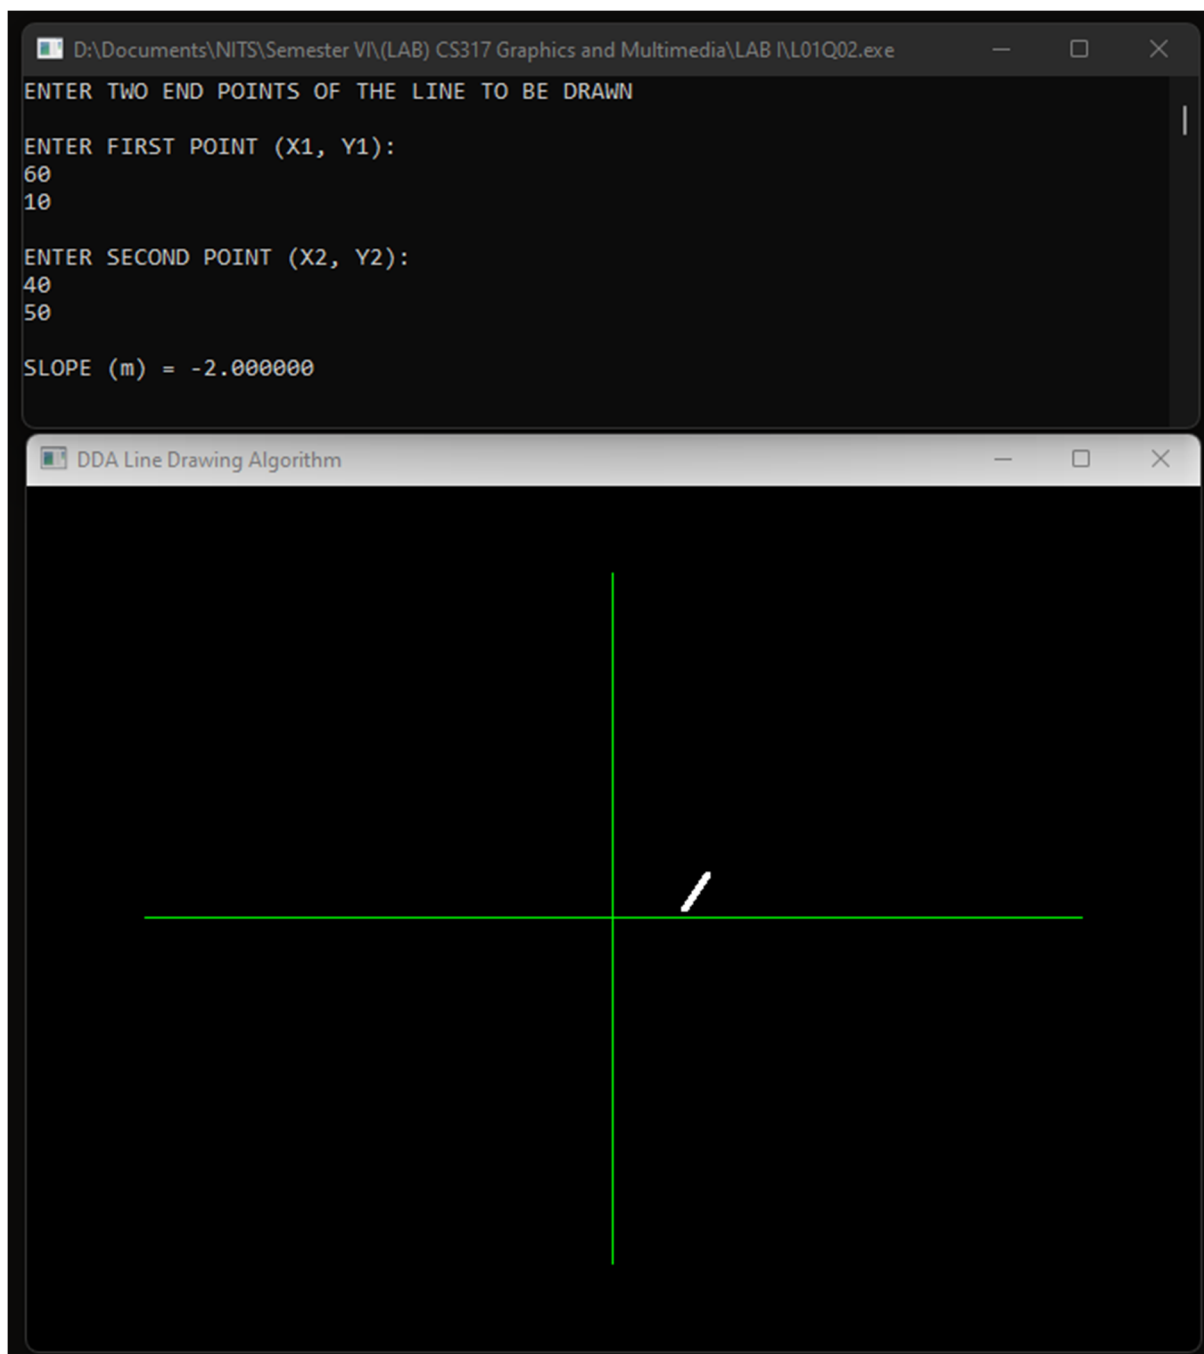 D:\Documents\NITS\Semester VI\(LAB) CS317 Graphics and Multimedia\LAB I\L01Q02.exe
ENTER TWO END POINTS OF THE LINE TO BE DRAWN
ENTER FIRST POINT (X1, Y1):
60
10
ENTER SECOND POINT (X2, Y2):
40
50
SLOPE (m) = -2.000000
DDA Line Drawing Algorithm